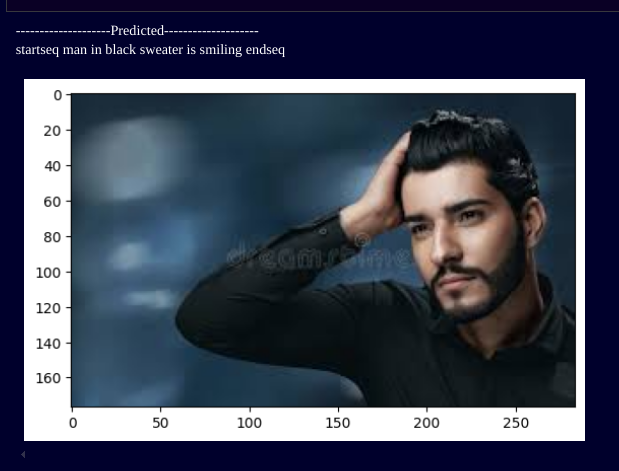 --------------------Predicted--------------------
startseq man in black sweater is smiling endseq
0
20
40
60
80
100
120
140
160
dreamstime
0 50 100 150 200 250